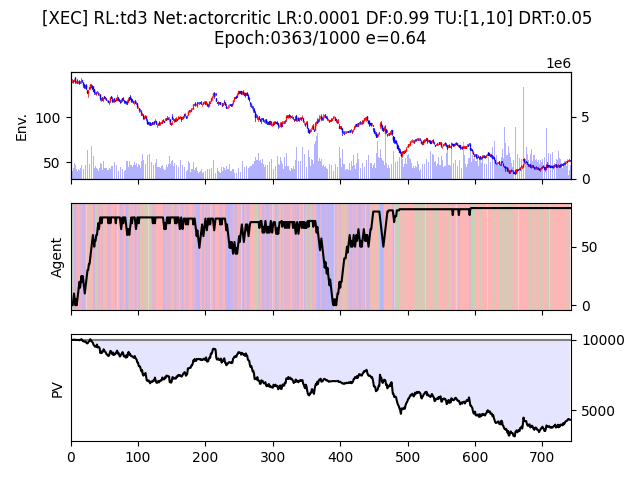 [XEC] RL:td3 Net:actorcritic LR:0.0001 DF:0.99 TU:[1,10] DRT:0.05
Epoch:0363/1000 e=0.64
1e6
Env.
100
50
5
0
Agent
50
0
PV
10000
5000
0 100 200 300 400 500 600 700